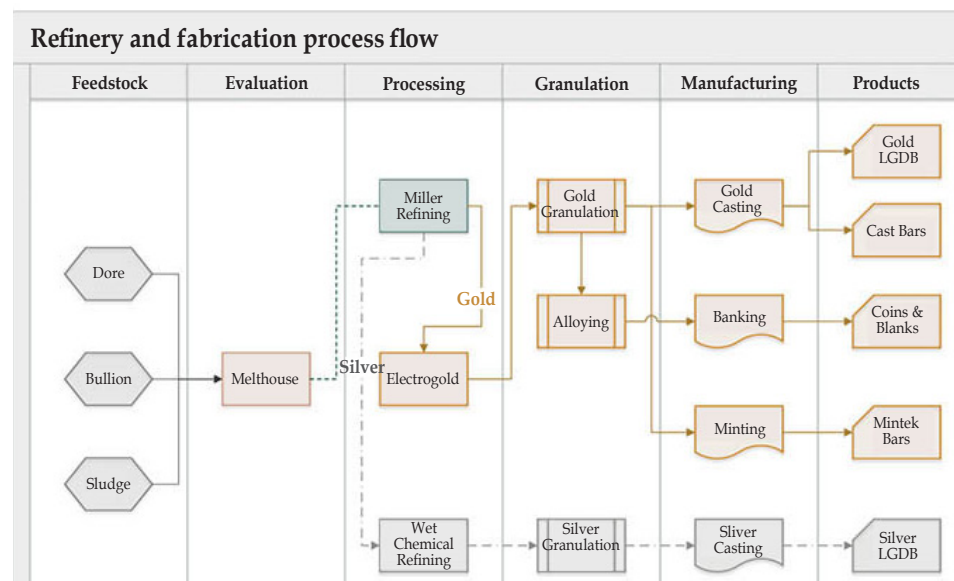 Refinery and fabrication process flow
Feedstock
Evaluation
Processing
Granulation
Manufacturing
Products
Dore
Bullion
Sludge
Melthouse
Miller
Refining
Gold
Silver
Electrogold
Wet
Chemical
Refining
Gold
Granulation
Alloying
Silver
Granulation
Gold
Casting
Banking
Minting
Sliver
Casting
Gold
LGDB
Cast Bars
Coins &
Blanks
Mintek
Bars
Silver
LGDB